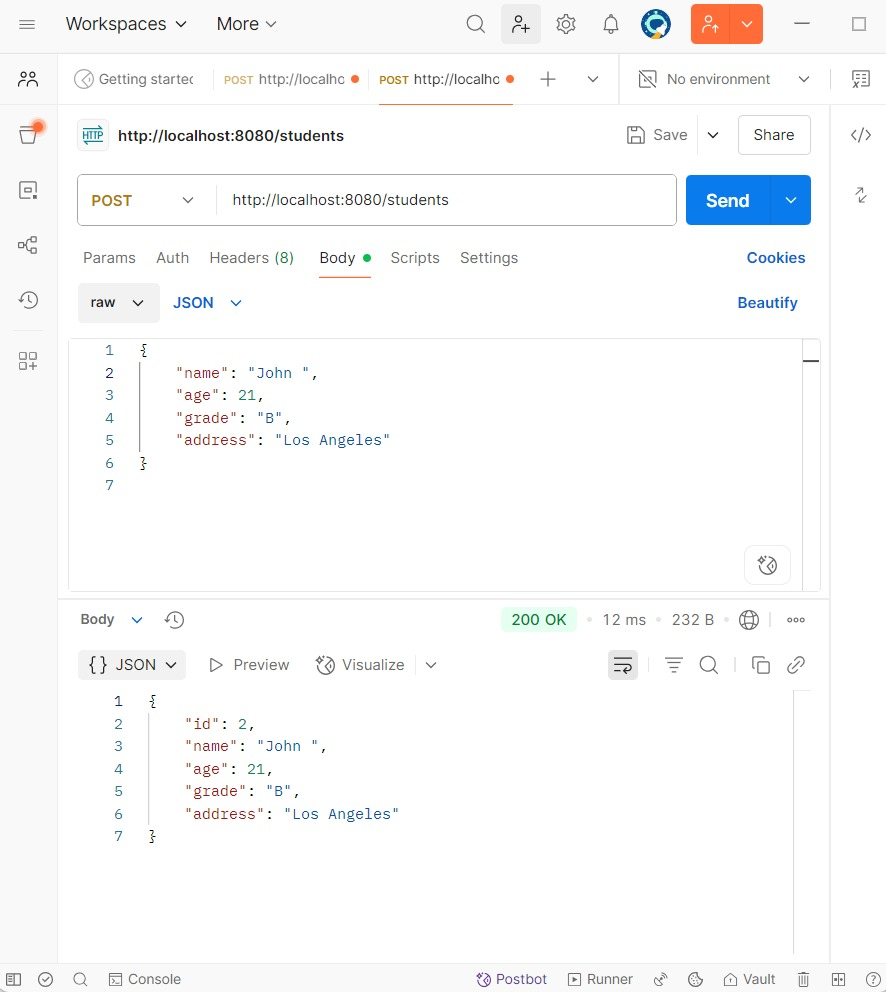 Workspaces More
Getting started POST http://localho POST http://localho No environment
HTTP http://localhost:8080/students Save Share
POST http://localhost:8080/students Send
Params Auth Headers (8) Body Scripts Settings Cookies
raw JSON Beautify
1 {
2 "name": "John ",
3 "age": 21,
4 "grade": "B",
5 "address": "Los Angeles"
6 }
7
Body 200 OK 12 ms 232 B
{} JSON Preview Visualize
1 {
2 "id": 2,
3 "name": "John ",
4 "age": 21,
5 "grade": "B",
6 "address": "Los Angeles"
7 }
Console Postbot Runner Vault